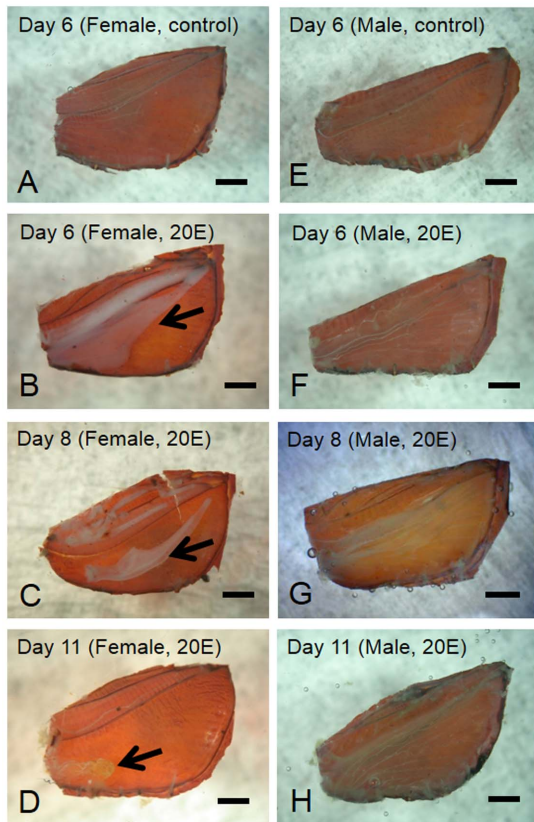 Day 6 (Female, control)
A
Day 6 (Male, control)
E
Day 6 (Female, 20E)
B
Day 6 (Male, 20E)
F
Day 8 (Female, 20E)
C
Day 8 (Male, 20E)
G
Day 11 (Female, 20E)
D
Day 11 (Male, 20E)
H